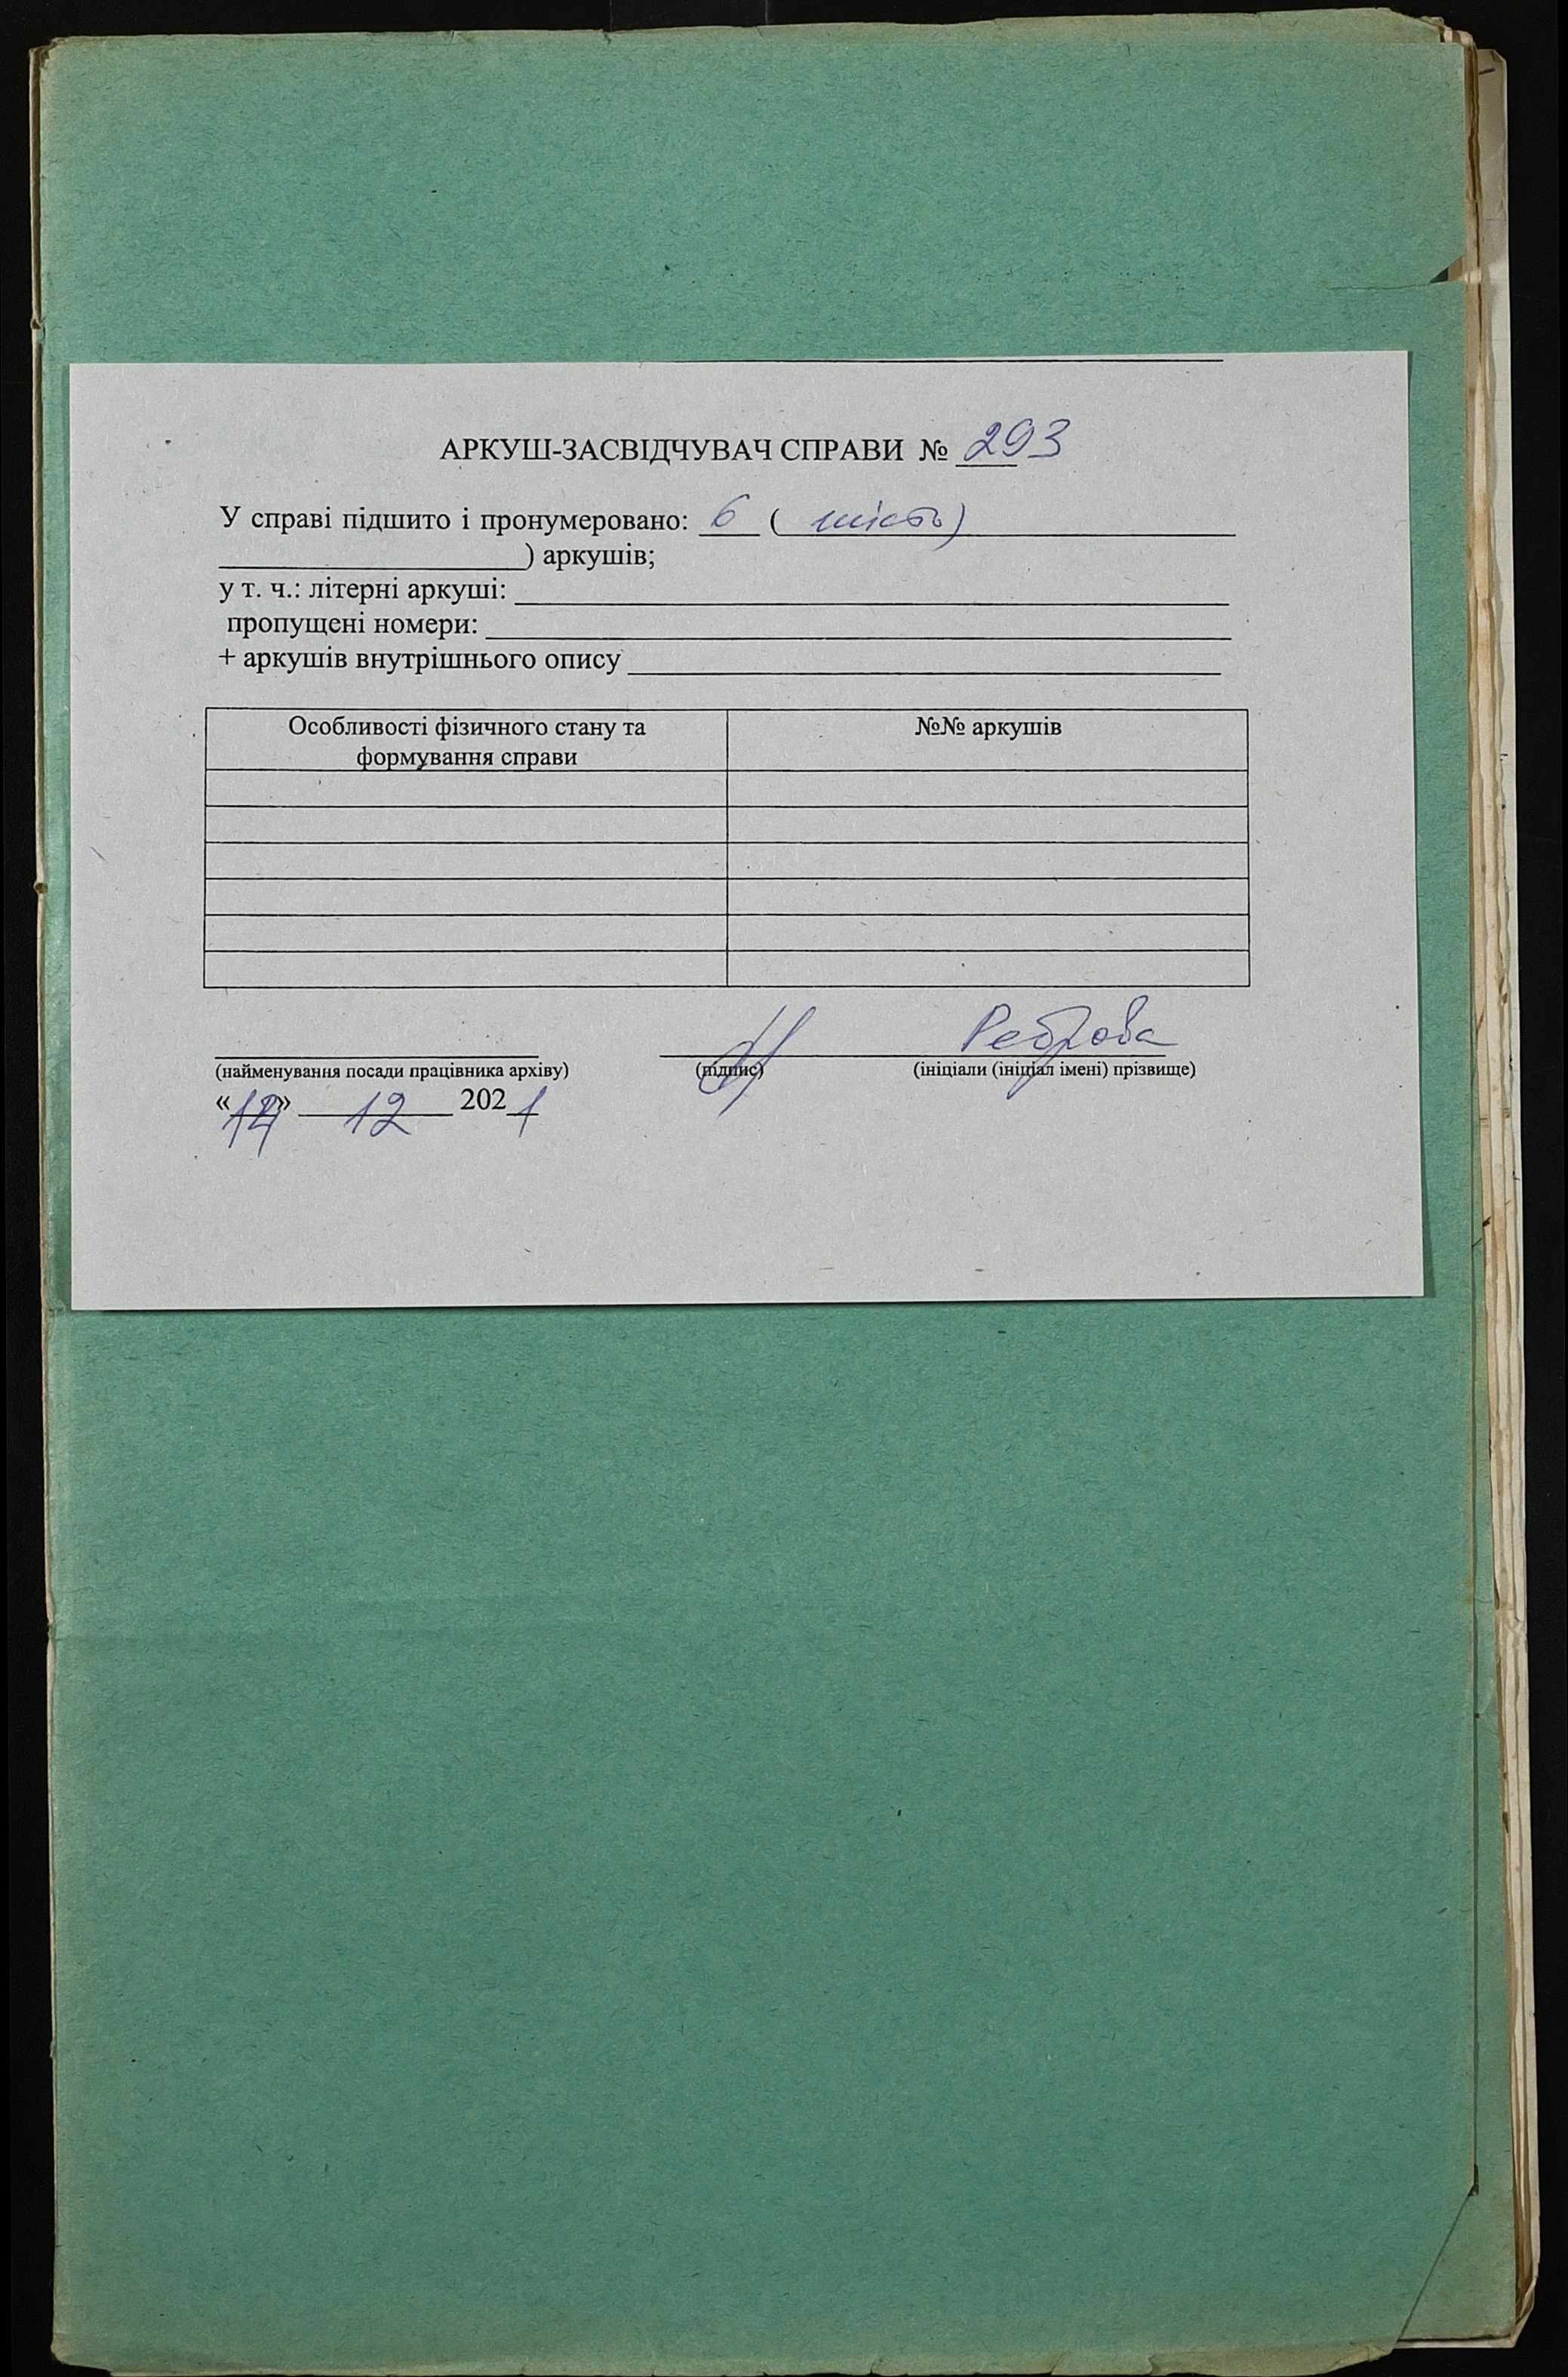 АРКУШ-ЗАСВІДЧУВАЧ СПРАВИ № 293
У справі підшито і пронумеровано: 6 ( шість)
) аркушів;
у т. ч.: літерні аркуші:
пропущені номери:
+ аркушів внутрішнього опису
Особливості фізичного стану та формування справи
№№ аркушів
Реброва
(найменування посади працівника архіву) (підпис) (ініціали (ініціал імені) прізвище)
« » 12 2021